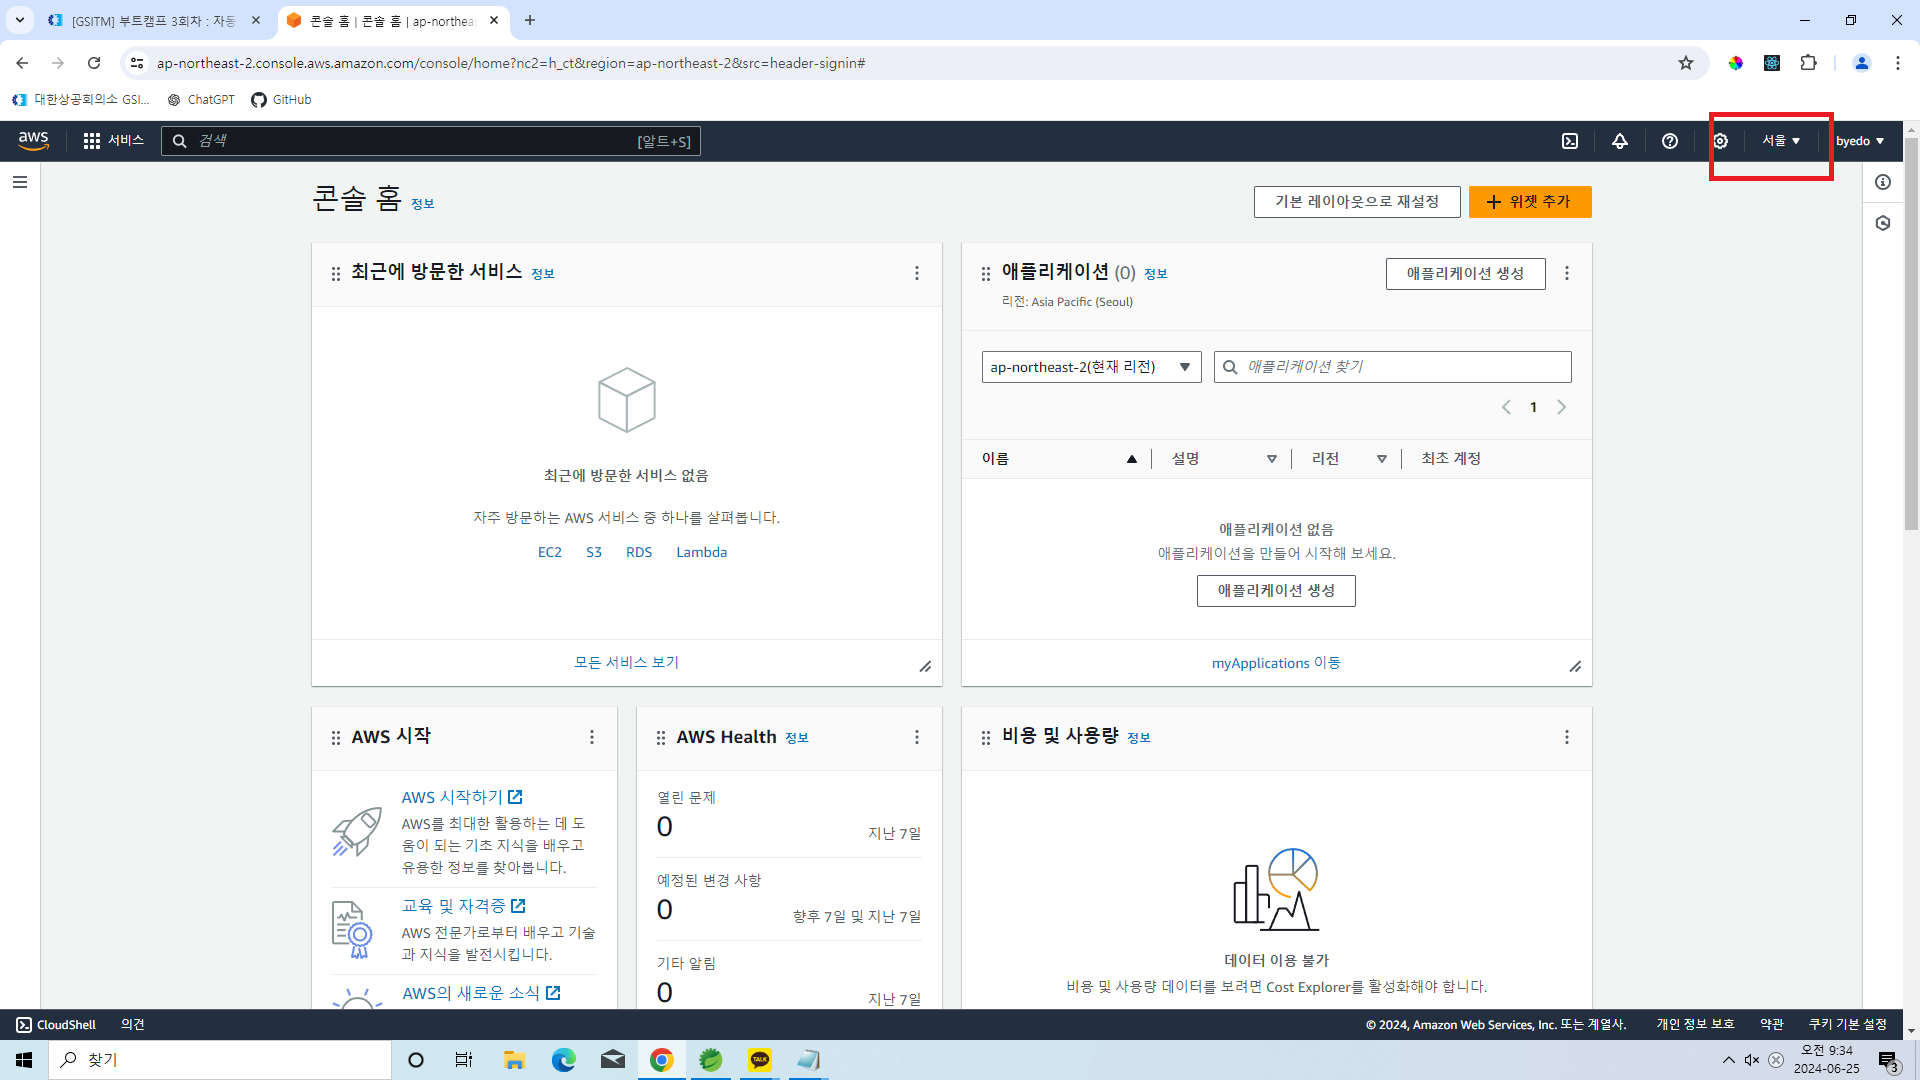 [GSITM] 부트캠프 3회차 : 자동
콘솔 홈 | 콘솔 홈 | ap-northeas
ap-northeast-2.console.aws.amazon.com/console/home?nc2=h_ct&region=ap-northeast-2&src=header-signin#
대한상공회의소 GSI...
ChatGPT
GitHub
aws
서비스
검색
[알트+S]
서울
byedo
콘솔 홈 정보
기본 레이아웃으로 재설정
위젯 추가
최근에 방문한 서비스 정보
최근에 방문한 서비스 없음
자주 방문하는 AWS 서비스 중 하나를 살펴봅니다.
EC2 S3 RDS Lambda
모든 서비스 보기
애플리케이션 (0) 정보
애플리케이션 생성
리전: Asia Pacific (Seoul)
ap-northeast-2(현재 리전)
애플리케이션 찾기
1
이름 설명 리전 최초 계정
애플리케이션 없음
애플리케이션을 만들어 시작해 보세요.
애플리케이션 생성
myApplications 이동
AWS 시작
AWS 시작하기
AWS를 최대한 활용하는 데 도
움이 되는 기초 지식을 배우고
유용한 정보를 찾아봅니다.
교육 및 자격증
AWS 전문가로부터 배우고 기술
과 지식을 발전시킵니다.
AWS의 새로운 소식
AWS Health 정보
열린 문제
0
지난 7일
예정된 변경 사항
0
향후 7일 및 지난 7일
기타 알림
0
지난 7일
비용 및 사용량 정보
데이터 이용 불가
비용 및 사용량 데이터를 보려면 Cost Explorer를 활성화해야 합니다.
CloudShell
의견
© 2024, Amazon Web Services, Inc. 또는 계열사.
개인 정보 보호
약관
쿠키 기본 설정
찾기
TALK
오전 9:34
2024-06-25
3